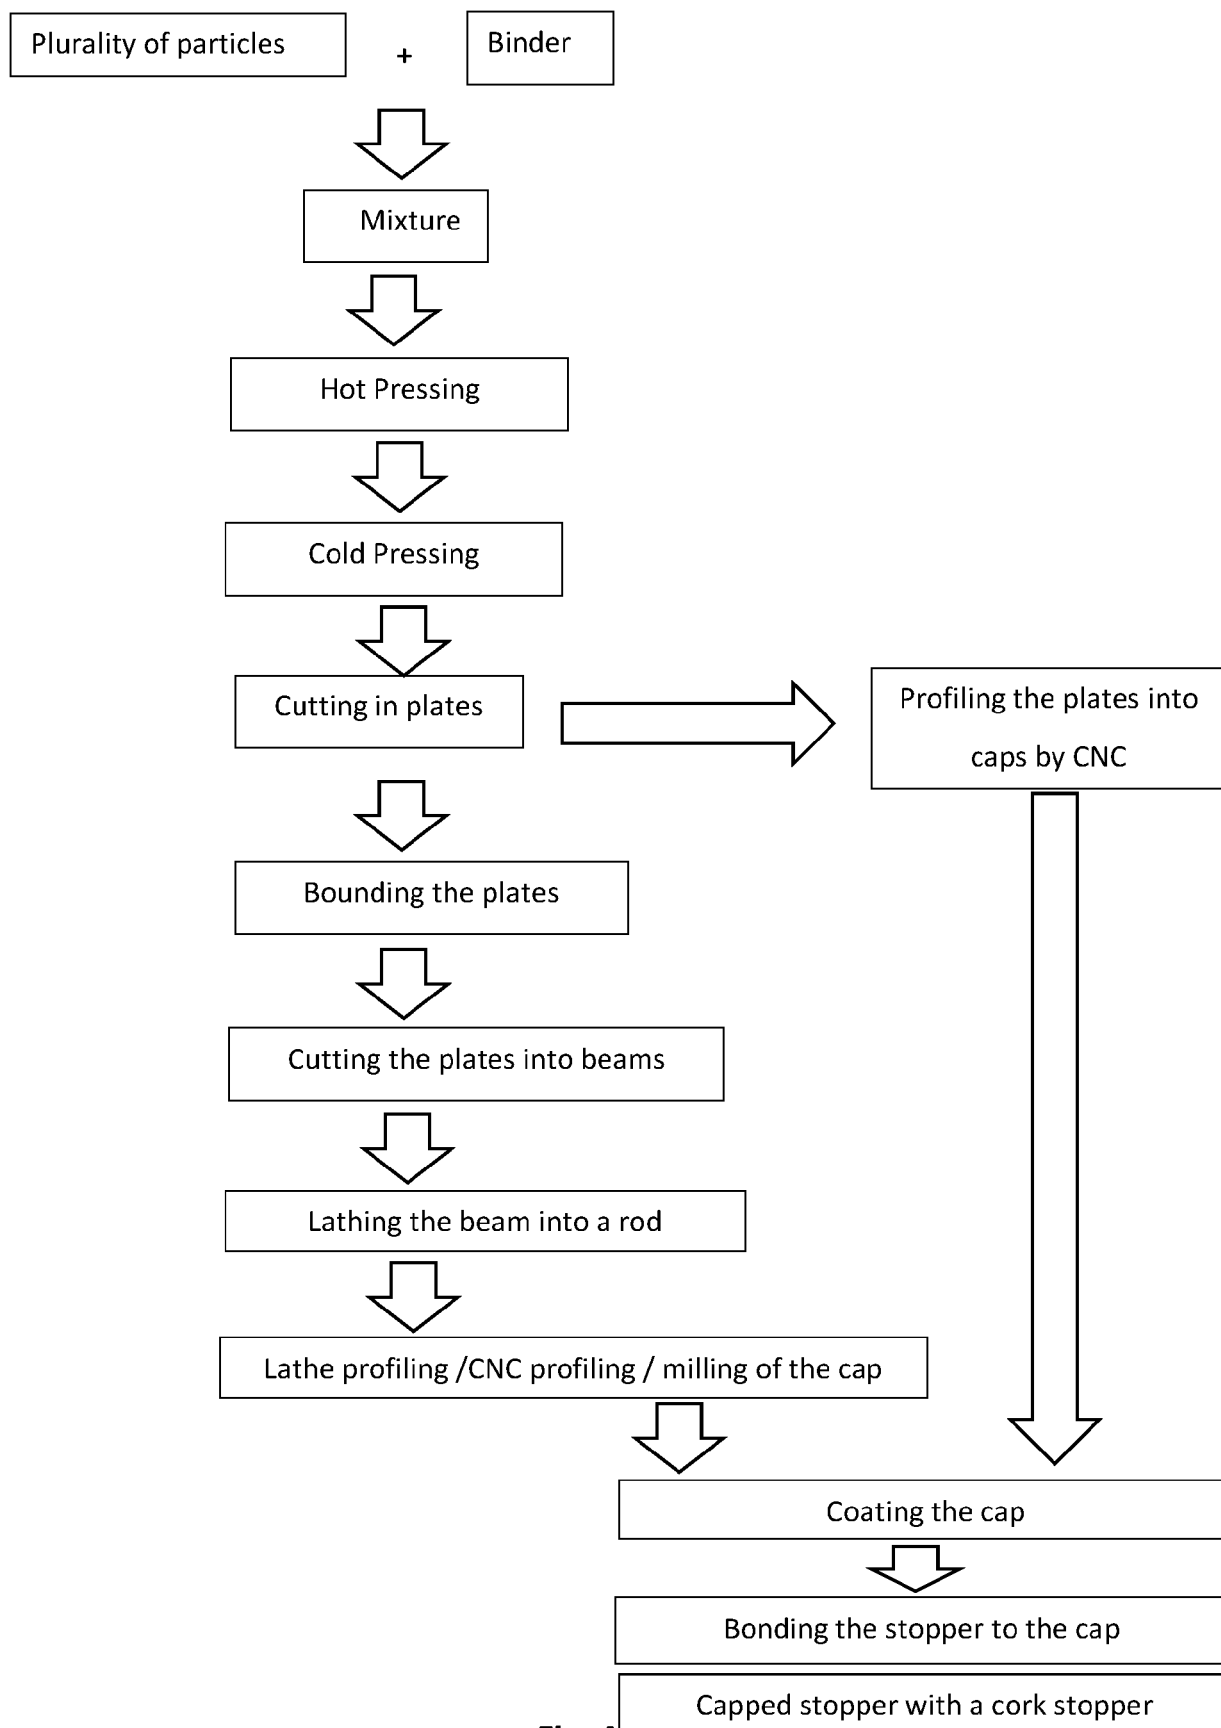 Plurality of particles
+
Binder
Mixture
Hot Pressing
Cold Pressing
Cutting in plates
Profiling the plates into
caps by CNC
Bounding the plates
Cutting the plates into beams
Lathing the beam into a rod
Lathe profiling /CNC profiling / milling of the cap
Coating the cap
Bonding the stopper to the cap
Capped stopper with a cork stopper